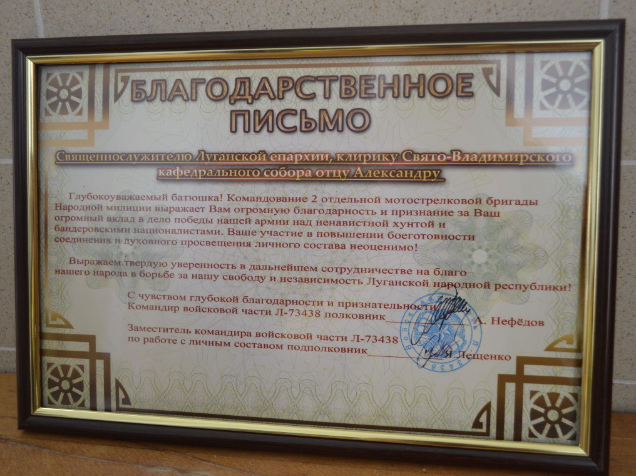 БЛАГОДАРСТВЕННОЕ
ПИСЬМО
Священнослужителю Луганской епархии, клирику Свято-Владимирского
кафедрального собора отцу Александру
Глубокоуважаемый батюшка! Командование 2 отдельной мотострелковой бригады
Народной милиции выражает Вам огромную благодарность и признание за Ваш
огромный вклад в дело победы нашей армии над ненавистной хунтой и
бандеровскими националистами. Ваше участие в повышении боеготовности
соединения и духовного просвещения личного состава неоценимо!
Выражаем твердую уверенность в дальнейшем сотрудничестве на благо
нашего народа в борьбе за нашу свободу и независимость Луганской народной республики!
С чувством глубокой благодарности и признательности
Командир войсковой части Л-73438 полковник А. Нефёдов
Заместитель командира войсковой части Л-73438
по работе с личным составом подполковник Лещенко